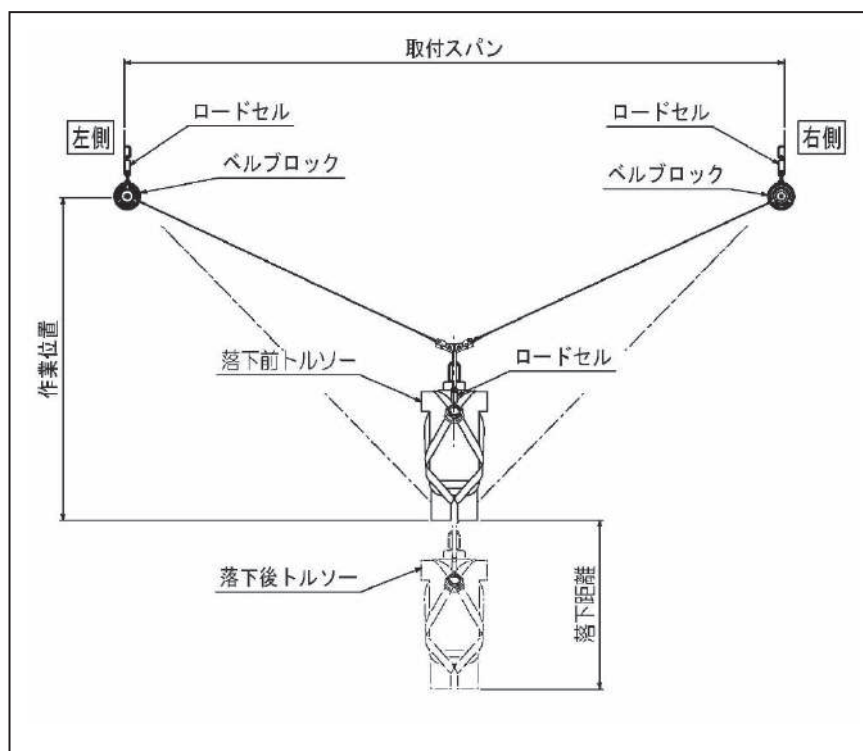 取付スパン
ロードセル
ロードセル
左側
右側
ベルブロック
ベルブロック
作業位置
落下前トルソー
ロードセル
落下後トルソー
落下距離